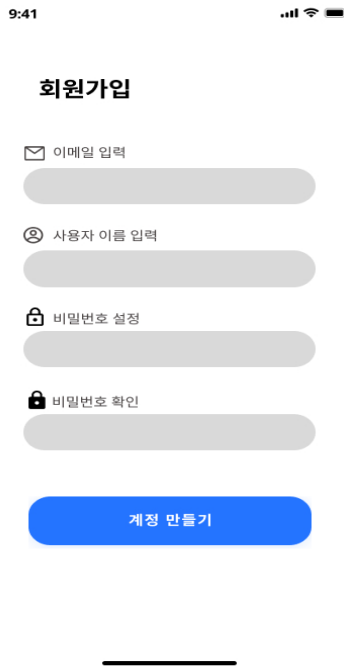 9:41
회원가입
이메일 입력
사용자 이름 입력
비밀번호 설정
비밀번호 확인
계정 만들기